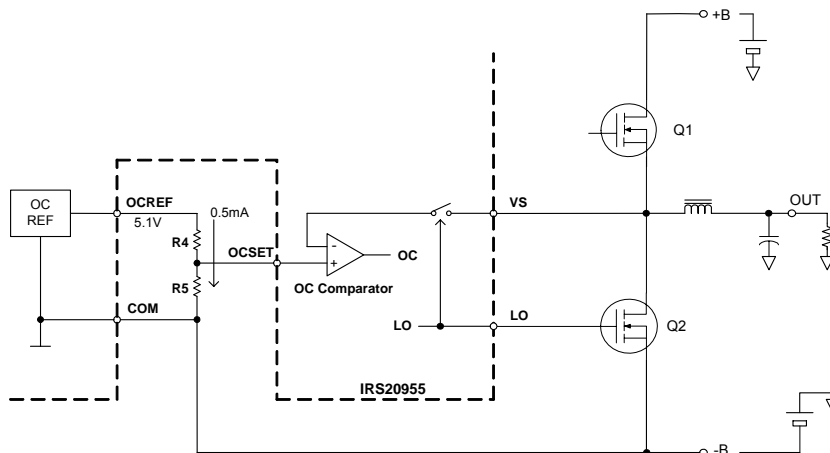 +B
Q1
OC
REF
OCREF
5.1V
0.5mA
R4
OCSET
R5
COM
VS
OUT
-
+
OC
OC Comparator
LO
LO
Q2
IRS20955
-B